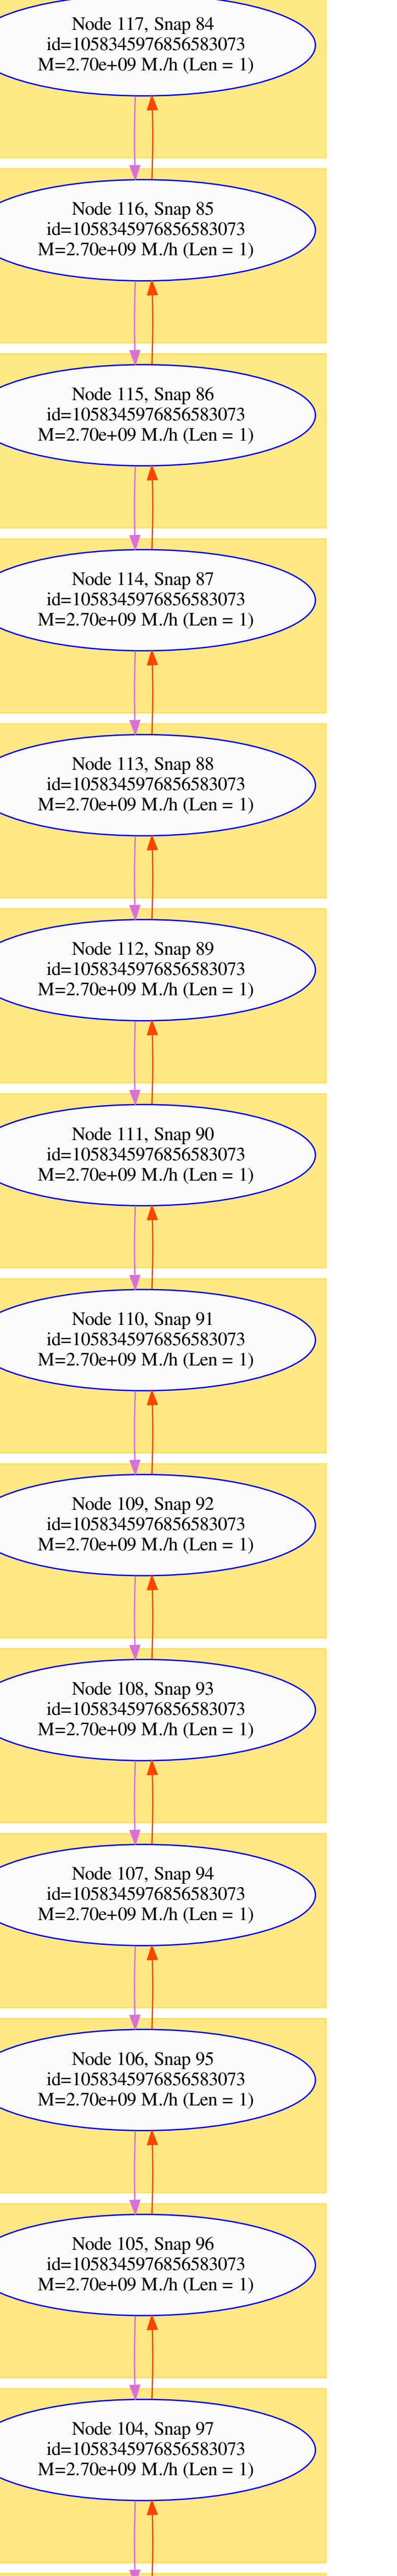 Node 117, Snap 84
id=1058345976856583073
M=2.70e+09 M./h (Len = 1)
Node 116, Snap 85
id=1058345976856583073
M=2.70e+09 M./h (Len = 1)
Node 115, Snap 86
id=1058345976856583073
M=2.70e+09 M./h (Len = 1)
Node 114, Snap 87
id=1058345976856583073
M=2.70e+09 M./h (Len = 1)
Node 113, Snap 88
id=1058345976856583073
M=2.70e+09 M./h (Len = 1)
Node 112, Snap 89
id=1058345976856583073
M=2.70e+09 M./h (Len = 1)
Node 111, Snap 90
id=1058345976856583073
M=2.70e+09 M./h (Len = 1)
Node 110, Snap 91
id=1058345976856583073
M=2.70e+09 M./h (Len = 1)
Node 109, Snap 92
id=1058345976856583073
M=2.70e+09 M./h (Len = 1)
Node 108, Snap 93
id=1058345976856583073
M=2.70e+09 M./h (Len = 1)
Node 107, Snap 94
id=1058345976856583073
M=2.70e+09 M./h (Len = 1)
Node 106, Snap 95
id=1058345976856583073
M=2.70e+09 M./h (Len = 1)
Node 105, Snap 96
id=1058345976856583073
M=2.70e+09 M./h (Len = 1)
Node 104, Snap 97
id=1058345976856583073
M=2.70e+09 M./h (Len = 1)